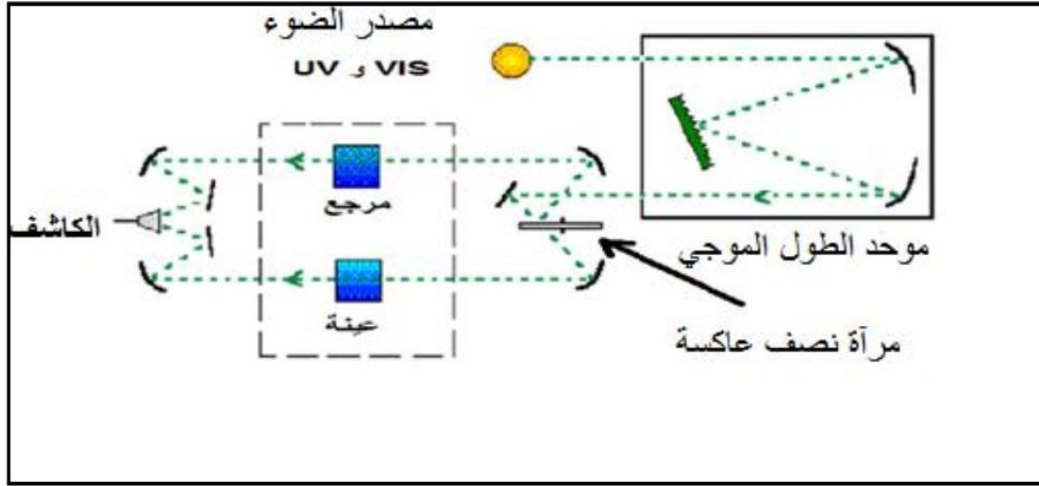 مصدر الضوء
UV و VIS
مرجع
الكاشف
موحد الطول الموجي
عينة
مرآة نصف عاكسة